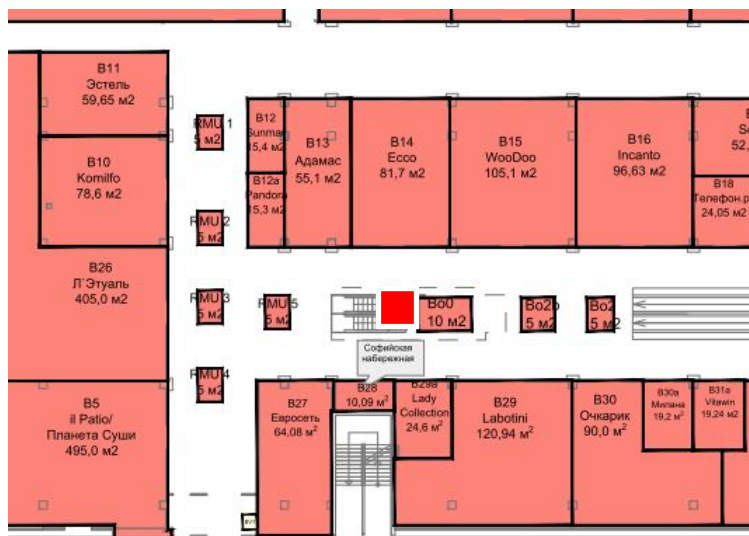 B11
Эстель
59,65 м2
RMU 1
5 м2
B10
Komilfo
78,6 м2
B12
Sunmar
15,4 м2
B12a
Pandora
15,3 м2
B13
Адамас
55,1 м2
B14
Ecco
81,7 м2
B15
WooDoo
105,1 м2
B16
Incanto
96,63 м2
52,
B18
24,05 м2
RMU 2
5 м2
B26
Л`Этуаль
405,0 м2
RMU 3
5 м2
RMU 5
5 м2
Bo0
10 м2
Bo2b
5 м2
Bo2
5 м2
Софийская
набережная
RMU 4
5 м2
B5
il Patio/
Планета Суши
495,0 м2
B27
Евросеть
64,08 м²
B28
10,09 м²
B29a
Lady
Collection
24,6 м²
B29
Labotini
120,94 м²
B30
Очкарик
90,0 м²
B30a
Милана
19,2 м²
B31a
Vitawin
19,24 м2